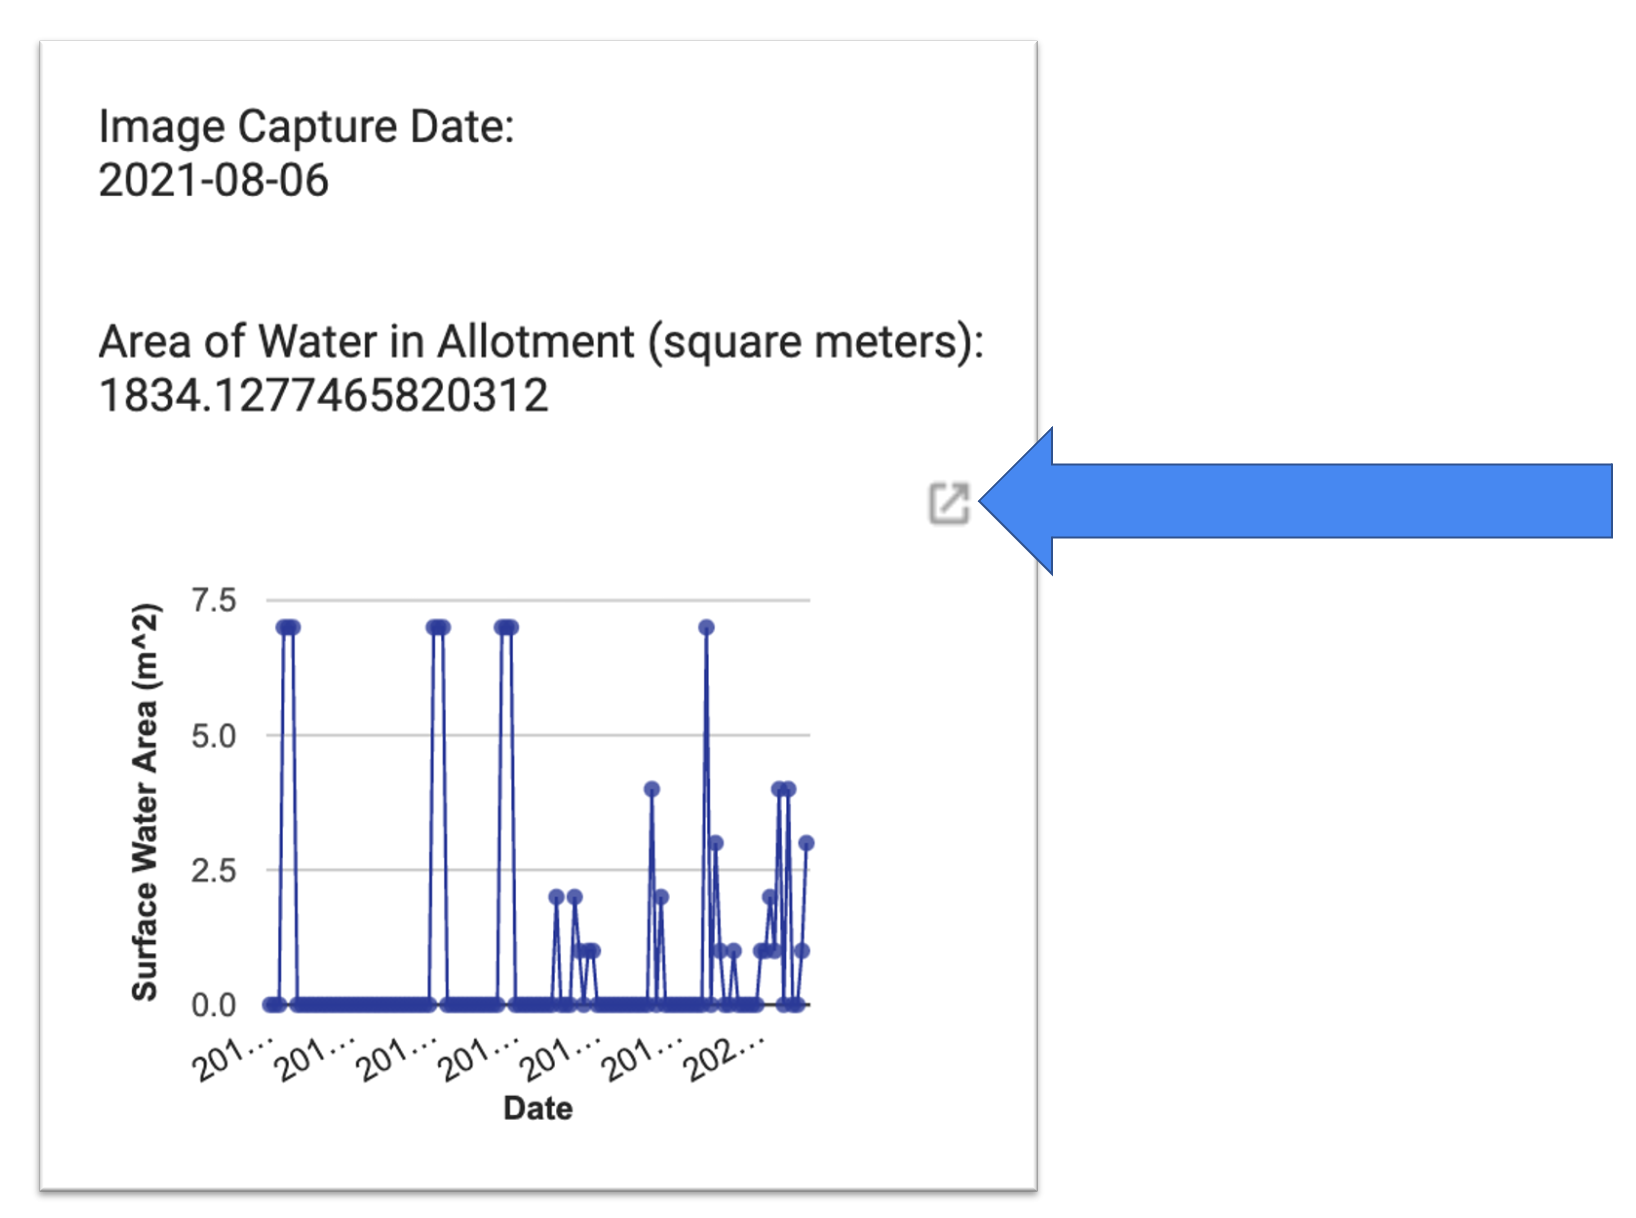 Image Capture Date:
2021-08-06
Area of Water in Allotment (square meters):
1834.1277465820312
Surface Water Area (m^2)
7.5
5.0
2.5
0.0
201... 201... 201... 201... 201... 201... 202...
Date